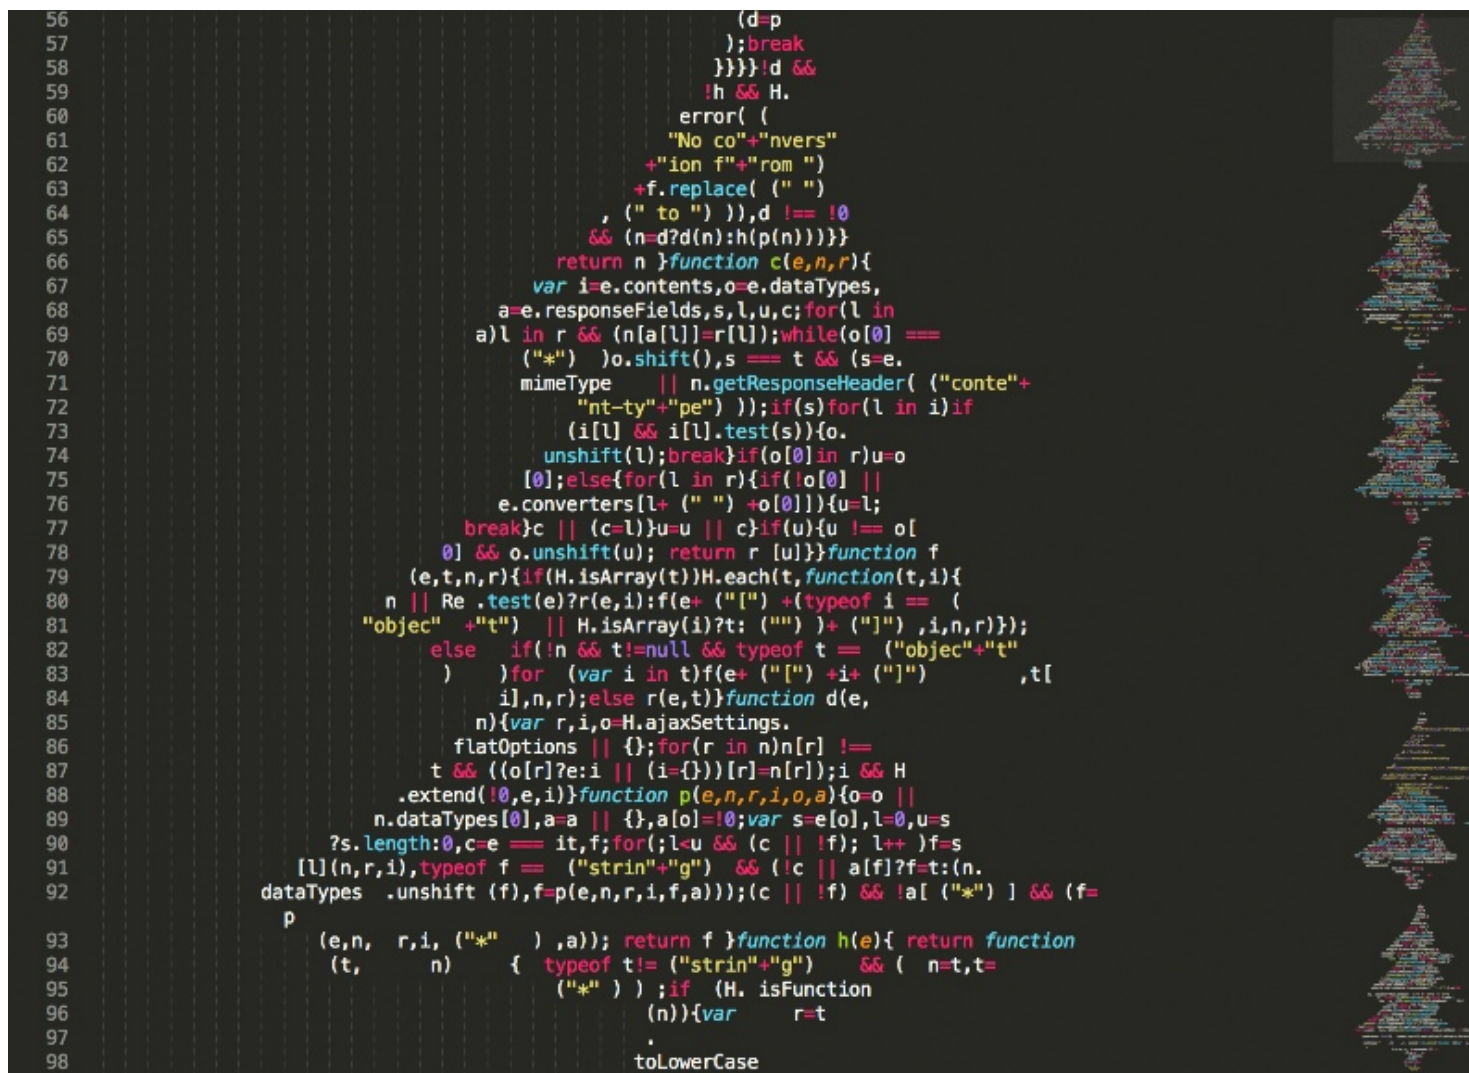 56 (d=p
57 );break
58 }}}}!d &&
59 !h && H.
60 error( (
61 "No co"+"nvers"
62 +"ion f"+"rom ")
63 +f.replace( (" ")
64 , (" to ") )),d !== !0
65 && (n=d?d(n):h(p(n)))}}
66 return n }function c(e,n,r){
67 var i=e.contents,o=e.dataTypes,
68 a=e.responseFields,s,l,u,c;for(l in
69 a)l in r && (n[a[l]]=r[l]);while(o[0] ===
70 ("*") )o.shift(),s === t && (s=e.
71 mimeType || n.getResponseHeader( ("conte"+
72 "nt-ty"+"pe") ));if(s)for(l in i)if
73 (i[l] && i[l].test(s)){o.
74 unshift(l);break}if(o[0]in r)u=o
75 [0];else{for(l in r){if(!o[0] ||
76 e.converters[l+ (" ") +o[0]]){u=l;
77 break}c || (c=l)}u=u || c}if(u){u !== o[
78 0] && o.unshift(u); return r [u]}}function f
79 (e,t,n,r){if(H.isArray(t))H.each(t,function(t,i){
80 n || Re .test(e)?r(e,i):f(e+ ("[") +(typeof i == (
81 "objec" +"t") || H.isArray(i)?t: ("") )+ ("]") ,i,n,r)});
82 else if(!n && t!=null && typeof t == ("objec"+"t"
83 ) )for (var i in t)f(e+ ("[") +i+ ("]") ,t[
84 i],n,r);else r(e,t)}function d(e,
85 n){var r,i,o=H.ajaxSettings.
86 flatOptions || {};for(r in n)n[r] !==
87 t && ((o[r]?e:i || (i={}))[r]=n[r]);i && H
88 .extend(!0,e,i)}function p(e,n,r,i,o,a){o=o ||
89 n.dataTypes[0],a=a || {},a[o]=!0;var s=e[o],l=0,u=s
90 ?s.length:0,c=e === it,f;for(;l<u && (c || !f); l++ )f=s
91 [l](n,r,i),typeof f == ("strin"+"g") && (!c || a[f]?f=t:(n.
92 dataTypes .unshift (f),f=p(e,n,r,i,f,a)));(c || !f) && !a[ ("*") ] && (f=
p
93 (e,n, r,i, ("*" ) ,a)); return f }function h(e){ return function
94 (t, n) { typeof t!= ("strin"+"g") && ( n=t,t=
95 ("*" ) ) ;if (H. isFunction
96 (n)){var r=t
97 .
98 toLowerCase